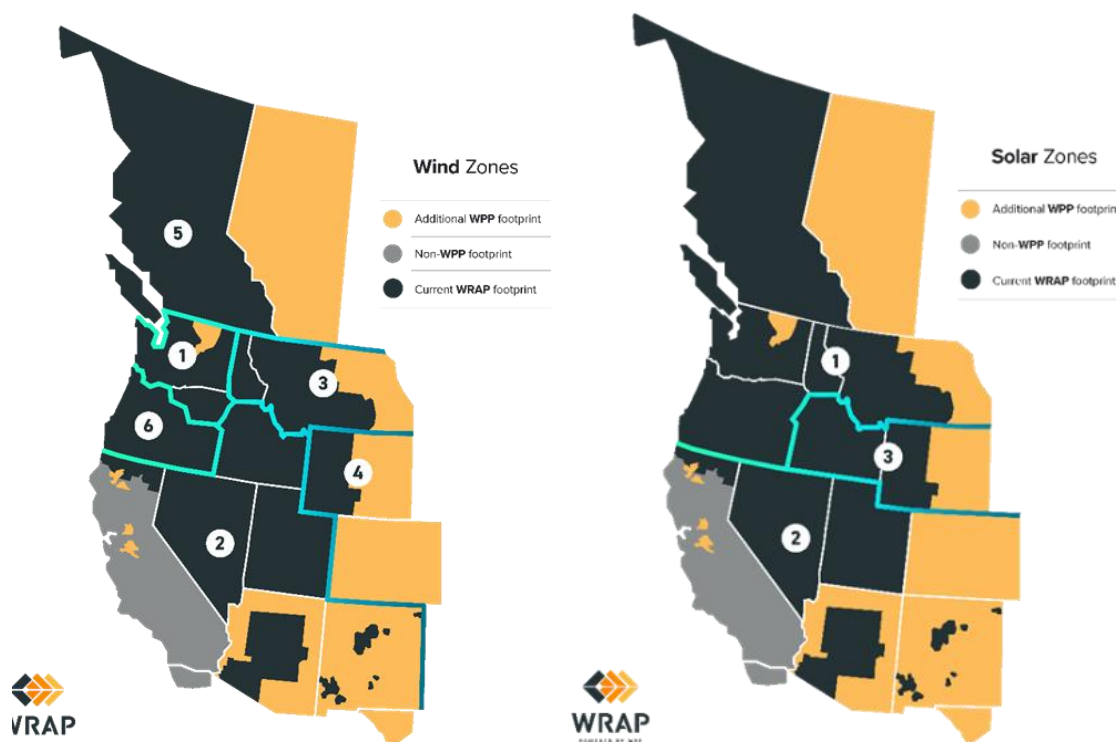 Wind Zones
Additional WPP footprint
Non-WPP footprint
Current WRAP footprint
5
1
3
6
4
2
WRAP
Solar Zones
Additional WPP footprin
Non-WPP footprint
Current WRAP footprin
1
3
2
WRAP